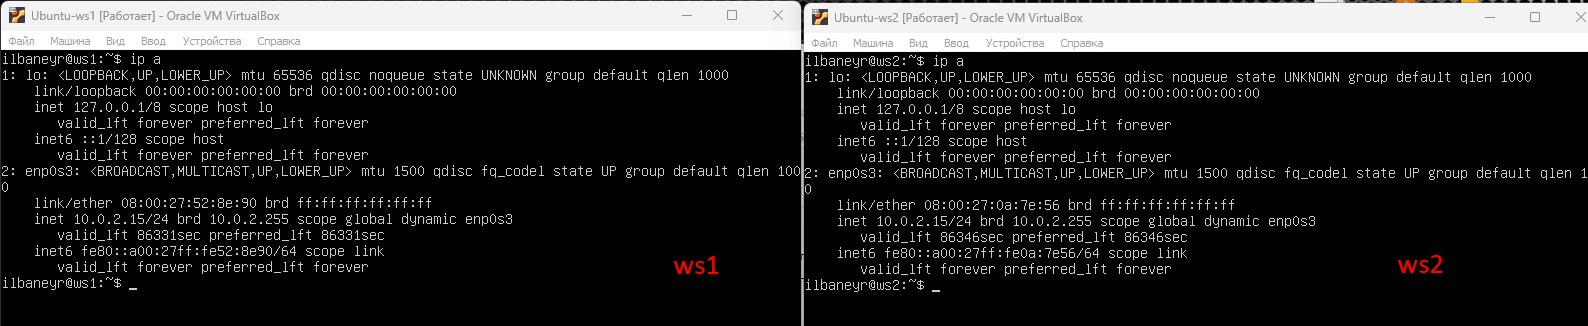 Ubuntu-ws1 [Работает] - Oracle VM VirtualBox
Файл Машина Вид Ввод Устройства Справка
ilbaneyr@ws1:~$ ip a
1: lo: <LOOPBACK,UP,LOWER_UP> mtu 65536 qdisc noqueue state UNKNOWN group default qlen 1000
link/loopback 00:00:00:00:00:00 brd 00:00:00:00:00:00
inet 127.0.0.1/8 scope host lo
valid_lft forever preferred_lft forever
inet6 ::1/128 scope host
valid_lft forever preferred_lft forever
2: enp0s3: <BROADCAST,MULTICAST,UP,LOWER_UP> mtu 1500 qdisc fq_codel state UP group default qlen 100
0
link/ether 08:00:27:52:8e:90 brd ff:ff:ff:ff:ff:ff
inet 10.0.2.15/24 brd 10.0.2.255 scope global dynamic enp0s3
valid_lft 86331sec preferred_lft 86331sec
inet6 fe80::a00:27ff:fe52:8e90/64 scope link
valid_lft forever preferred_lft forever
ilbaneyr@ws1:~$ _
ws1
Ubuntu-ws2 [Работает] - Oracle VM VirtualBox
Файл Машина Вид Ввод Устройства Справка
ilbaneyr@ws2:~$ ip a
1: lo: <LOOPBACK,UP,LOWER_UP> mtu 65536 qdisc noqueue state UNKNOWN group default qlen 1000
link/loopback 00:00:00:00:00:00 brd 00:00:00:00:00:00
inet 127.0.0.1/8 scope host lo
valid_lft forever preferred_lft forever
inet6 ::1/128 scope host
valid_lft forever preferred_lft forever
2: enp0s3: <BROADCAST,MULTICAST,UP,LOWER_UP> mtu 1500 qdisc fq_codel state UP group default qlen 1
0
link/ether 08:00:27:0a:7e:56 brd ff:ff:ff:ff:ff:ff
inet 10.0.2.15/24 brd 10.0.2.255 scope global dynamic enp0s3
valid_lft 86346sec preferred_lft 86346sec
inet6 fe80::a00:27ff:fe0a:7e56/64 scope link
valid_lft forever preferred_lft forever
ilbaneyr@ws2:~$ _
ws2